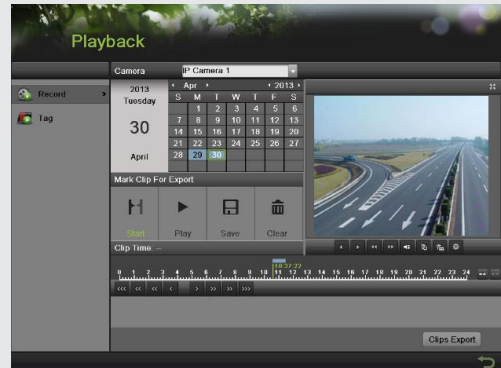 Playback
Camera IP Camera 1
Record
Tag
2013
Tuesday
30
April
Apr 2013
S M T W T F S
1 2 3 4 5 6
7 8 9 10 11 12 13
14 15 16 17 18 19 20
21 22 23 24 25 26 27
28 29 30
Mark Clip For Export
Start Play Save Clear
Clip Time: --
10:37:22
0 1 2 3 4 5 6 7 8 9 10 11 12 13 14 15 16 17 18 19 20 21 22 23 24
Clips Export